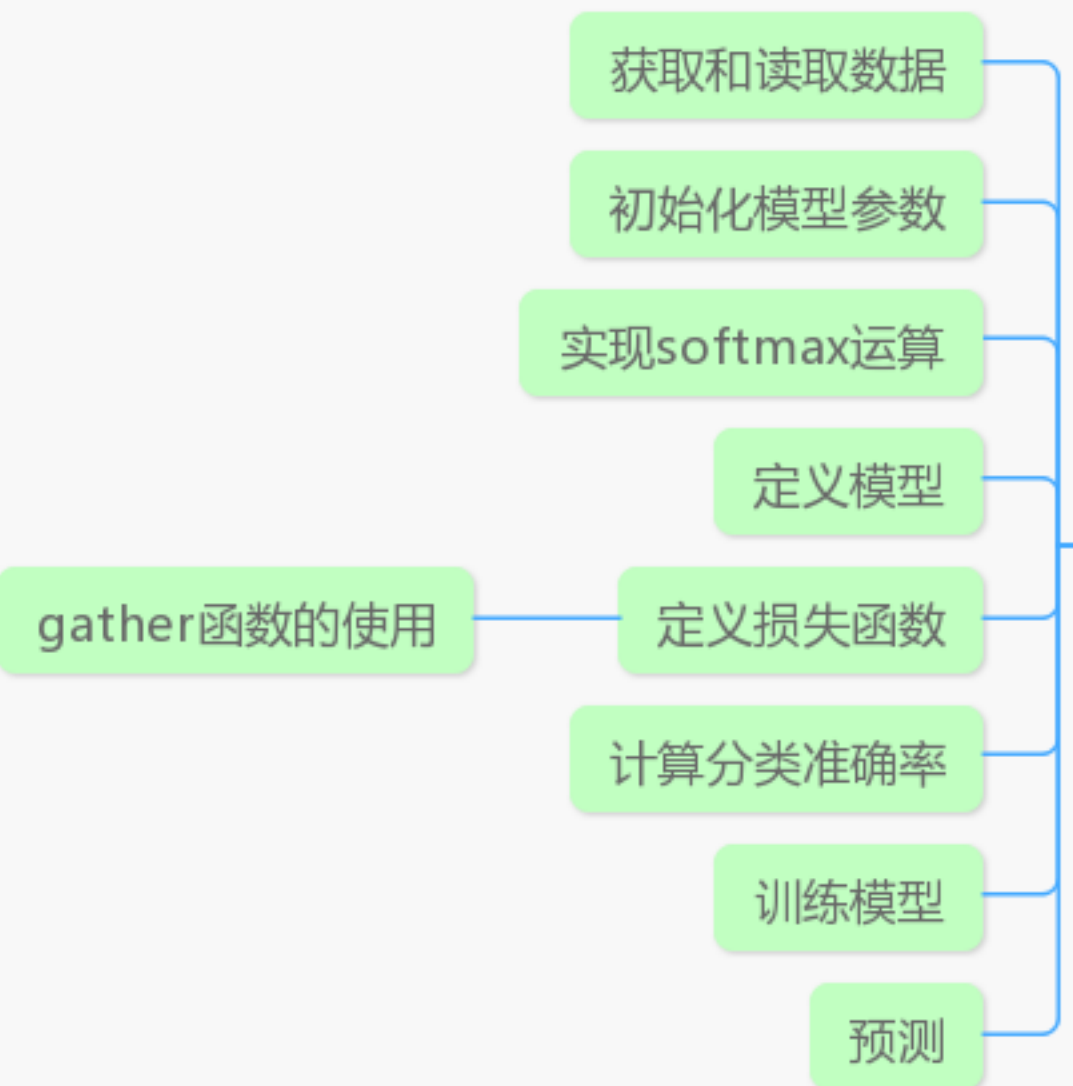 获取和读取数据
初始化模型参数
实现softmax运算
定义模型
gather函数的使用
定义损失函数
计算分类准确率
训练模型
预测